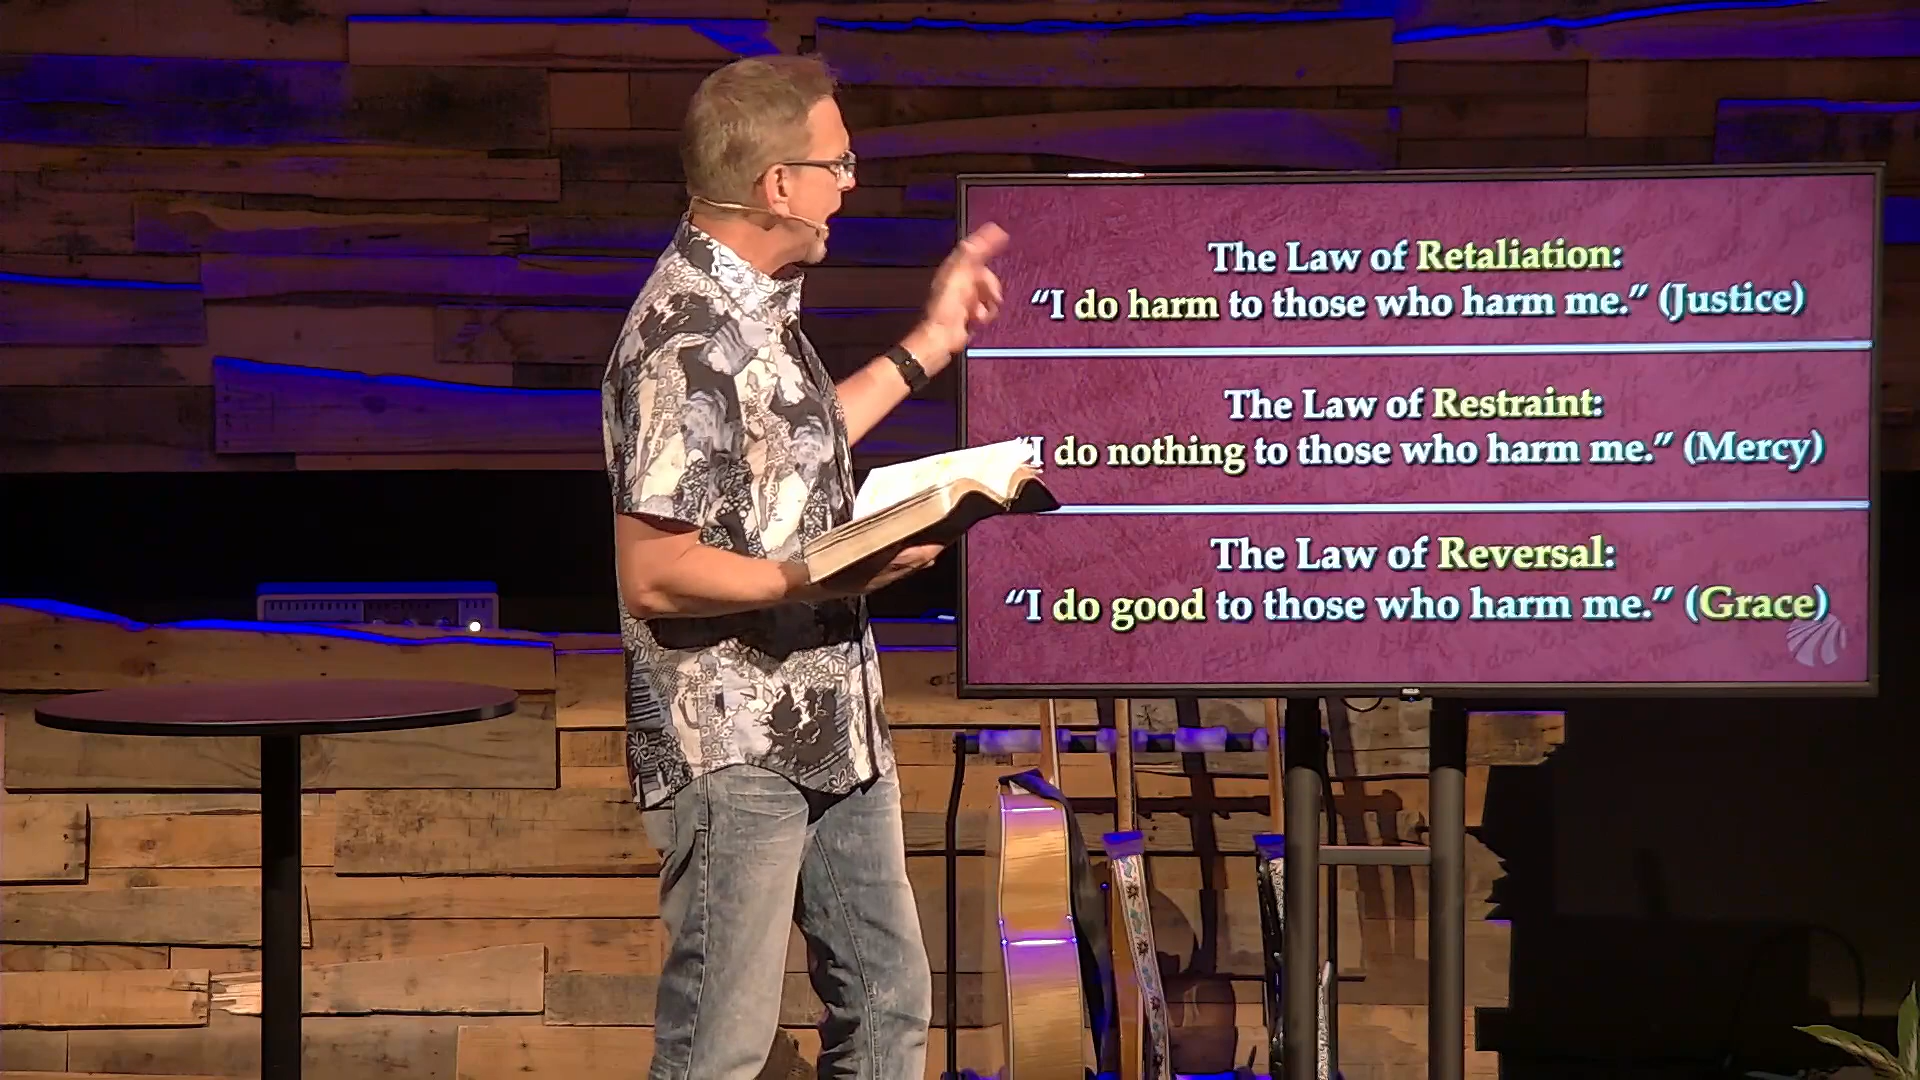 The Law of Retaliation:
“I do harm to those who harm me.” (Justice)
The Law of Restraint:
“I do nothing to those who harm me.” (Mercy)
The Law of Reversal:
“I do good to those who harm me.” (Grace)